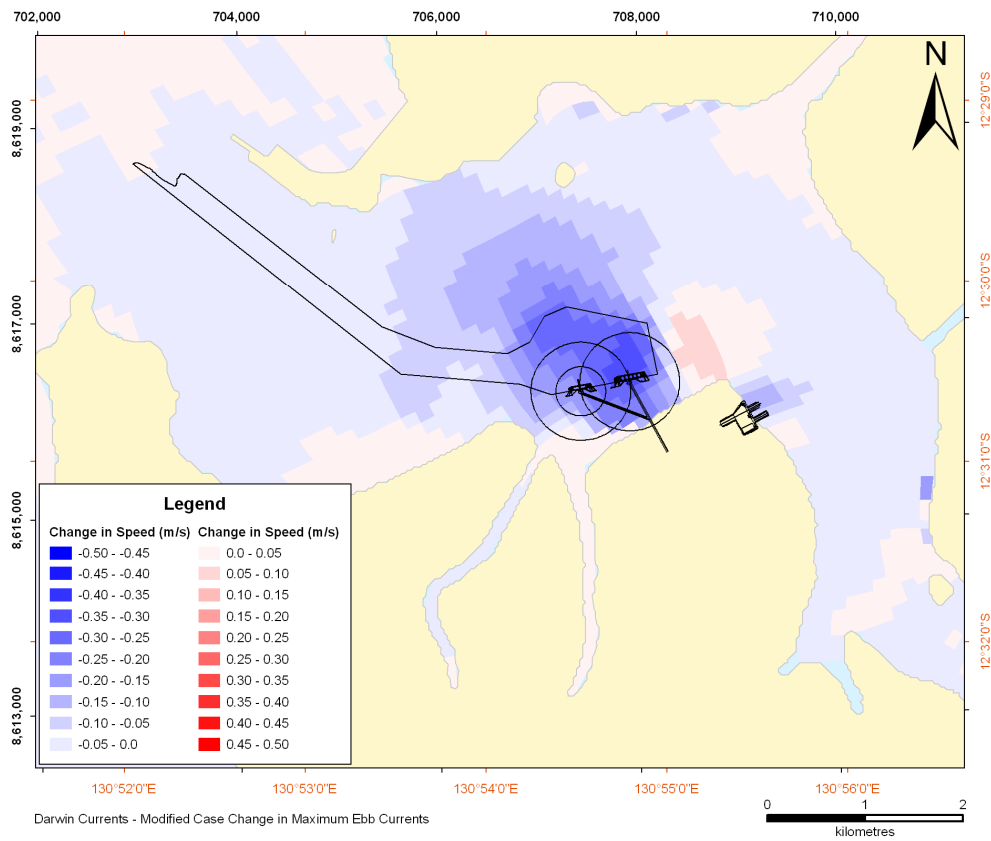 702,000 704,000 706,000 708,000 710,000
N
12°29'0"S
8,619,000
12°30'0"S
8,617,000
12°31'0"S
8,615,000
12°32'0"S
8,613,000
Legend
Change in Speed (m/s) Change in Speed (m/s)
-0.50 - -0.45 0.0 - 0.05
-0.45 - -0.40 0.05 - 0.10
-0.40 - -0.35 0.10 - 0.15
-0.35 - -0.30 0.15 - 0.20
-0.30 - -0.25 0.20 - 0.25
-0.25 - -0.20 0.25 - 0.30
-0.20 - -0.15 0.30 - 0.35
-0.15 - -0.10 0.35 - 0.40
-0.10 - -0.05 0.40 - 0.45
-0.05 - 0.0 0.45 - 0.50
130°52'0"E 130°53'0"E 130°54'0"E 130°55'0"E 130°56'0"E
0 1 2
kilometres
Darwin Currents - Modified Case Change in Maximum Ebb Currents